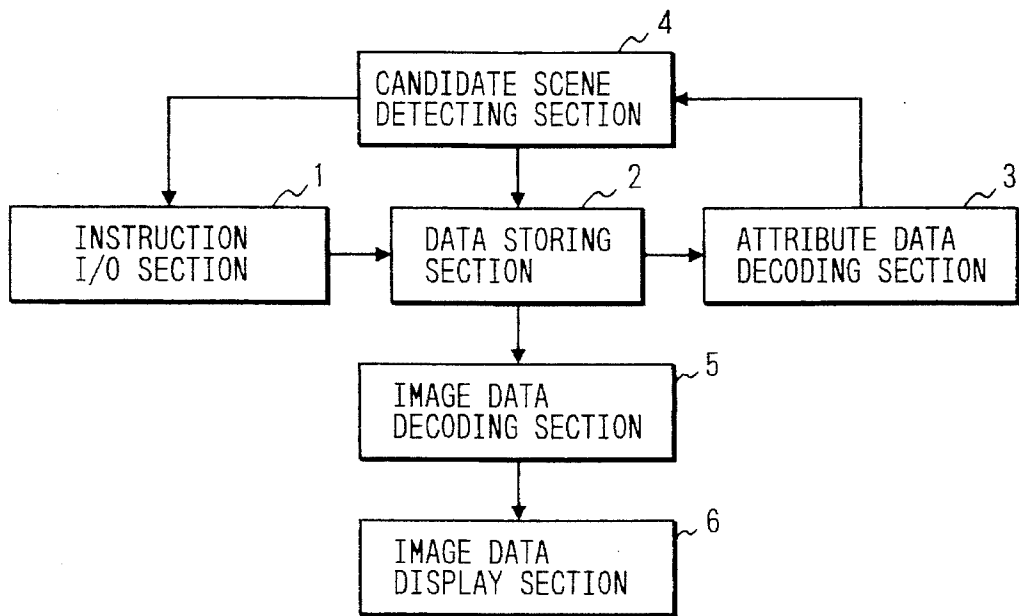 4
CANDIDATE SCENE
DETECTING SECTION
1
INSTRUCTION
I/O SECTION
2
DATA STORING
SECTION
3
ATTRIBUTE DATA
DECODING SECTION
5
IMAGE DATA
DECODING SECTION
6
IMAGE DATA
DISPLAY SECTION